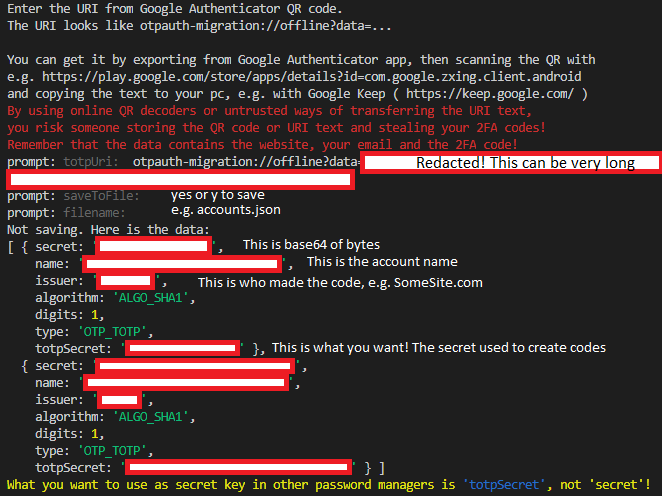 Enter the URI from Google Authenticator QR code.
The URI looks like otpauth-migration://offline?data=...
You can get it by exporting from Google Authenticator app, then scanning the QR with
e.g. https://play.google.com/store/apps/details?id=com.google.zxing.client.android
and copying the text to your pc, e.g. with Google Keep ( https://keep.google.com/ )
By using online QR decoders or untrusted ways of transferring the URI text,
you risk someone storing the QR code or URI text and stealing your 2FA codes!
Remember that the data contains the website, your email and the 2FA code!
prompt: totpUri:  otpauth-migration://offline?data= Redacted! This can be very long
prompt: saveToFile: yes or y to save
prompt: filename: e.g. accounts.json
Not saving. Here is the data:
[ { secret: '', This is base64 of bytes
name: '', This is the account name
issuer: '', This is who made the code, e.g. SomeSite.com
algorithm: 'ALGO_SHA1',
digits: 1,
type: 'OTP_TOTP',
totpSecret: '' }, This is what you want! The secret used to create codes
{ secret: ',
name: '',
issuer: '',
algorithm: 'ALGO_SHA1',
digits: 1,
type: 'OTP_TOTP',
totpSecret: '' } ]
What you want to use as secret key in other password managers is 'totpSecret', not 'secret'!